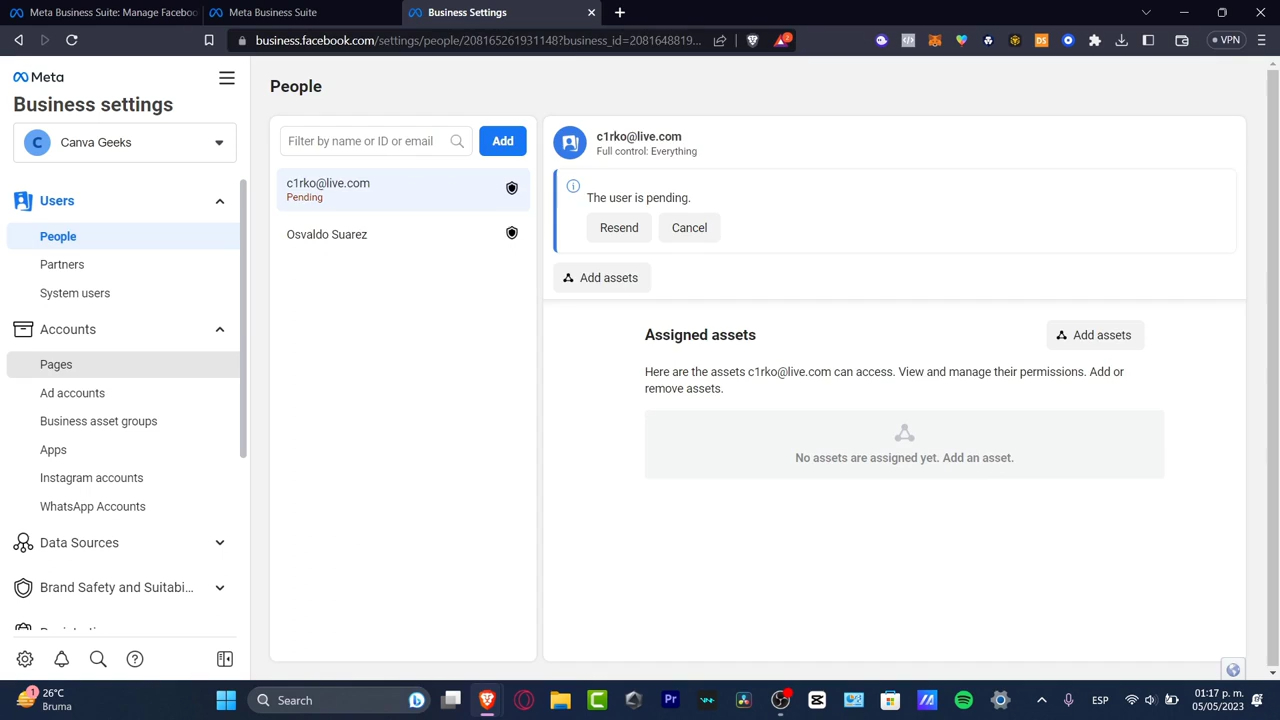 Meta Business Suite: Manage Faceboo
Meta Business Suite
Business Settings
business.facebook.com/settings/people/208165261931148?business_id=2081648819...
2
VPN
Meta
Business settings
C
Canva Geeks
Users
People
Partners
System users
Accounts
Pages
Ad accounts
Business asset groups
Apps
Instagram accounts
WhatsApp Accounts
Data Sources
Brand Safety and Suitabi...
People
Filter by name or ID or email
Add
c1rko@live.com
Pending
Osvaldo Suarez
c1rko@live.com
Full control: Everything
The user is pending.
Resend
Cancel
Add assets
Assigned assets
Add assets
Here are the assets c1rko@live.com can access. View and manage their permissions. Add or
remove assets.
No assets are assigned yet. Add an asset.
1
26°C
Bruma
Search
Pr
ESP
01:17 p. m.
05/05/2023